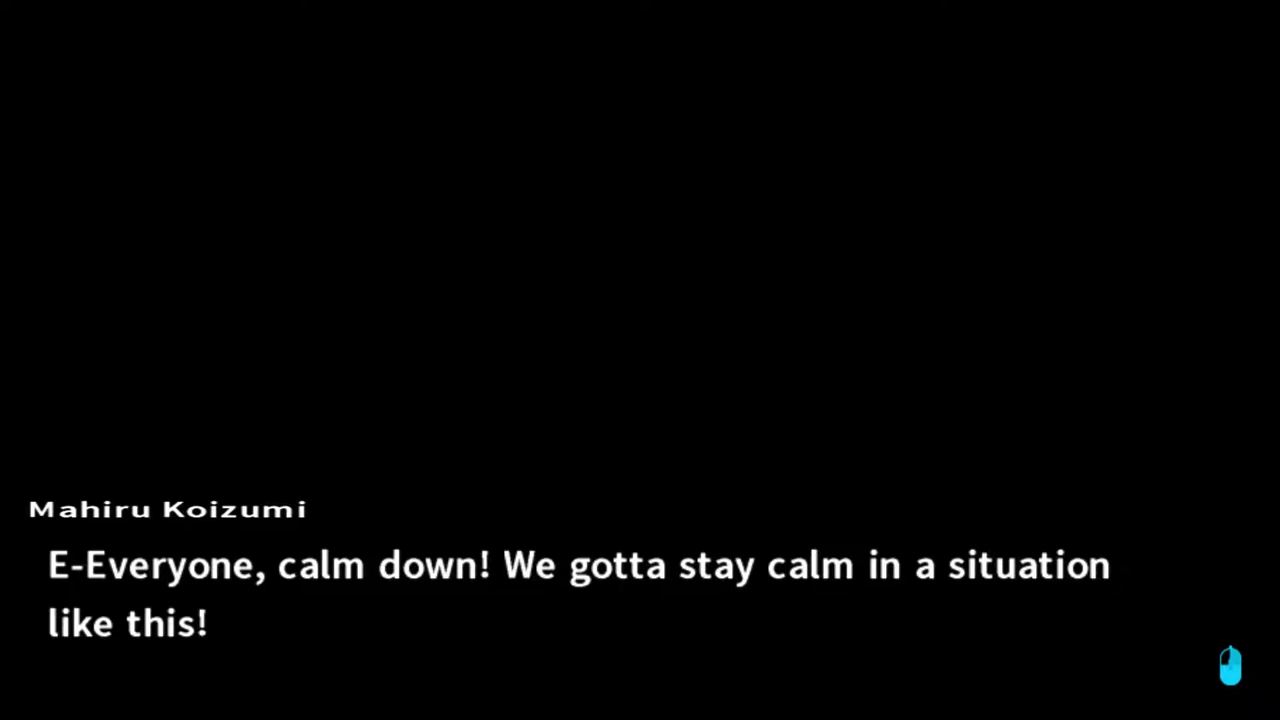 Mahiru Koizumi
E-Everyone, calm down! We gotta stay calm in a situation
like this!